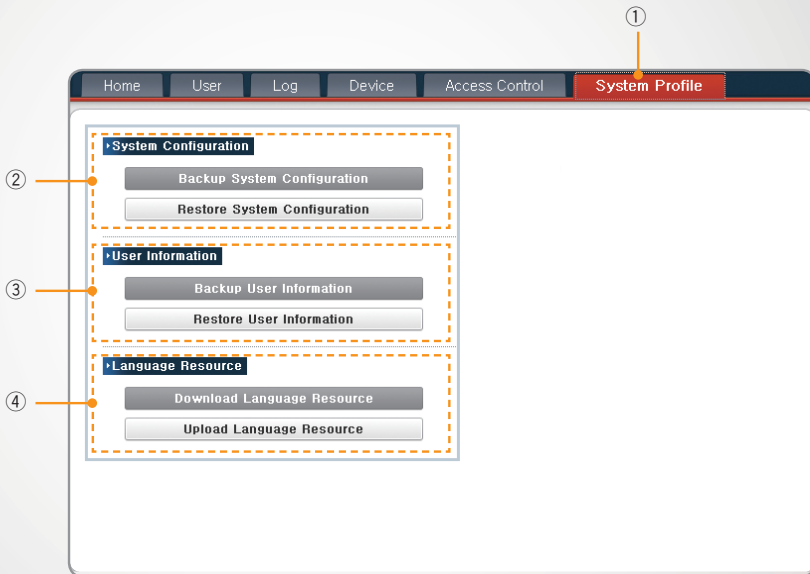 ①
Home User Log Device Access Control System Profile
②
System Configuration
Backup System Configuration
Restore System Configuration
③
User Information
Backup User Information
Restore User Information
④
Language Resource
Download Language Resource
Upload Language Resource